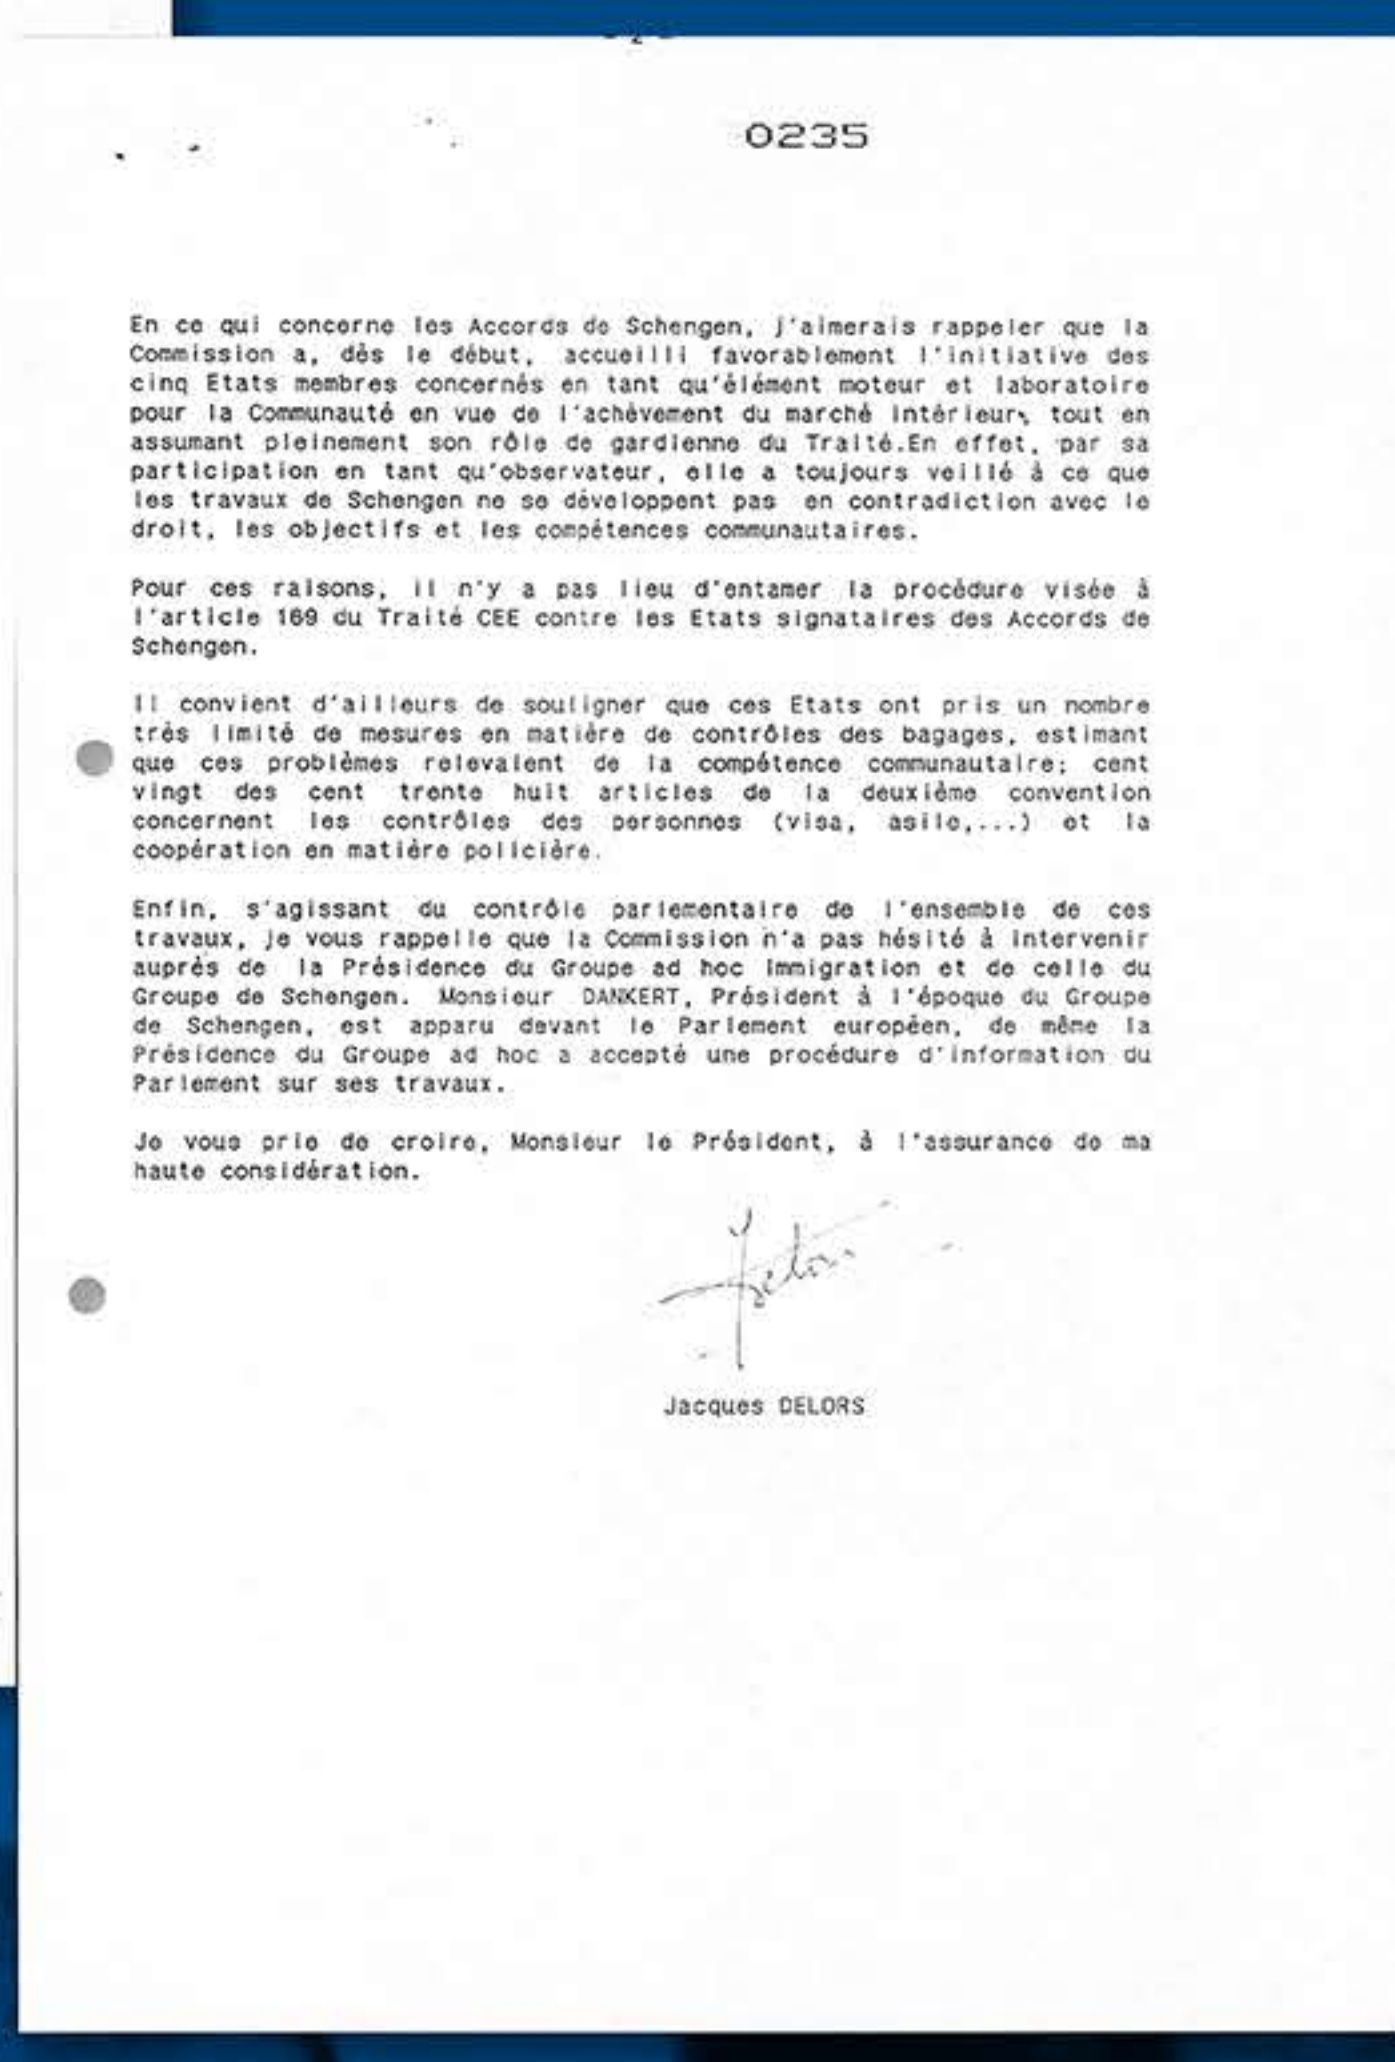 0235
En ce qui concerne les Accords de Schengen, j'aimerais rappeler que la
Commission a, dès le début, accueilli favorablement l'initiative des
cinq Etats membres concernés en tant qu'élément moteur et laboratoire
pour la Communauté en vue de l'achèvement du marché intérieur, tout en
assumant pleinement son rôle de gardienne du Traité.En effet, par sa
participation en tant qu'observateur, elle a toujours veillé à ce que
les travaux de Schengen ne se développent pas en contradiction avec le
droit, les objectifs et les compétences communautaires.
Pour ces raisons, il n'y a pas lieu d'entamer la procédure visée à
l'article 169 du Traité CEE contre les Etats signataires des Accords de
Schengen.
Il convient d'ailleurs de souligner que ces Etats ont pris un nombre
très limité de mesures en matière de contrôles des bagages, estimant
que ces problèmes relevaient de la compétence communautaire; cent
vingt des cent trente huit articles de la deuxième convention
concernent les contrôles des personnes (visa, asile,...) et la
coopération en matière policière.
Enfin, s'agissant du contrôle parlementaire de l'ensemble de ces
travaux, je vous rappelle que la Commission n'a pas hésité à intervenir
auprès de la Présidence du Groupe ad hoc Immigration et de celle du
Groupe de Schengen. Monsieur DANKERT, Président à l'époque du Groupe
de Schengen, est apparu devant le Parlement européen, de même la
Présidence du Groupe ad hoc a accepté une procédure d'information du
Parlement sur ses travaux.
Je vous prie de croire, Monsieur le Président, à l'assurance de ma
haute considération.
JDelors
Jacques DELORS